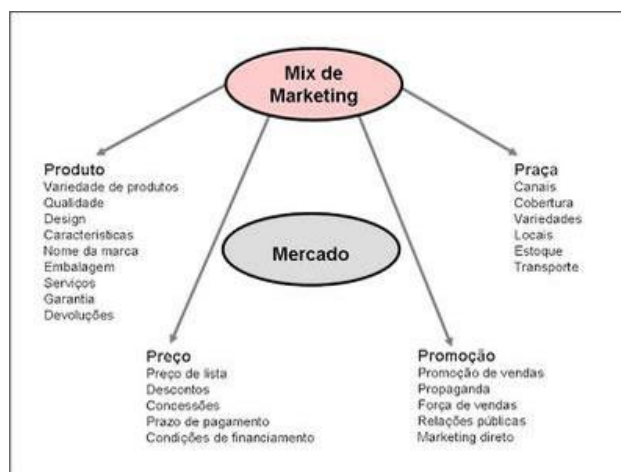 Mix de
Marketing
Produto
Variedade de produtos
Qualidade
Design
Características
Nome da marca
Embalagem
Serviços
Garantia
Devoluções
Praça
Canais
Cobertura
Variedades
Locais
Estoque
Transporte
Mercado
Preço
Preço de lista
Descontos
Concessões
Prazo de pagamento
Condições de financiamento
Promoção
Promoção de vendas
Propaganda
Força de vendas
Relações públicas
Marketing direto